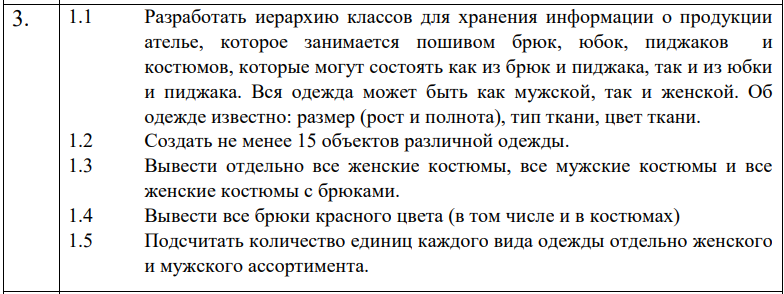 3. 1.1 Разработать иерархию классов для хранения информации о продукции
ателье, которое занимается пошивом брюк, юбок, пиджаков и
костюмов, которые могут состоять как из брюк и пиджака, так и из юбки
и пиджака. Вся одежда может быть как мужской, так и женской. Об
одежде известно: размер (рост и полнота), тип ткани, цвет ткани.
1.2 Создать не менее 15 объектов различной одежды.
1.3 Вывести отдельно все женские костюмы, все мужские костюмы и все
женские костюмы с брюками.
1.4 Вывести все брюки красного цвета (в том числе и в костюмах)
1.5 Подсчитать количество единиц каждого вида одежды отдельно женского
и мужского ассортимента.